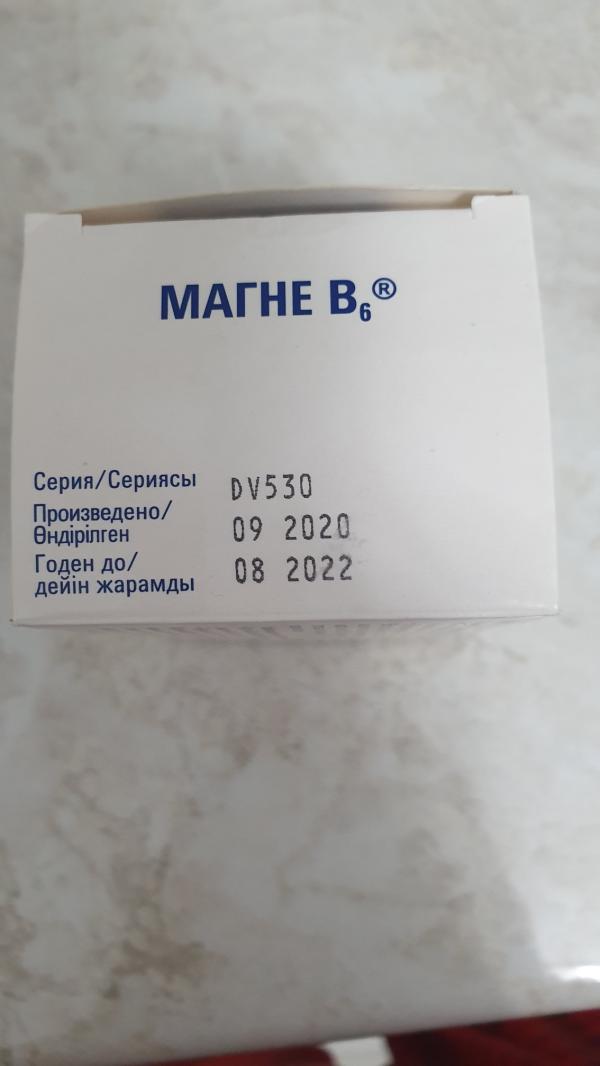 МАГНЕ B₆®
Серия/Сериясы DV530
Произведено/
Өндірілген 09 2020
Годен до/
дейін жарамды 08 2022